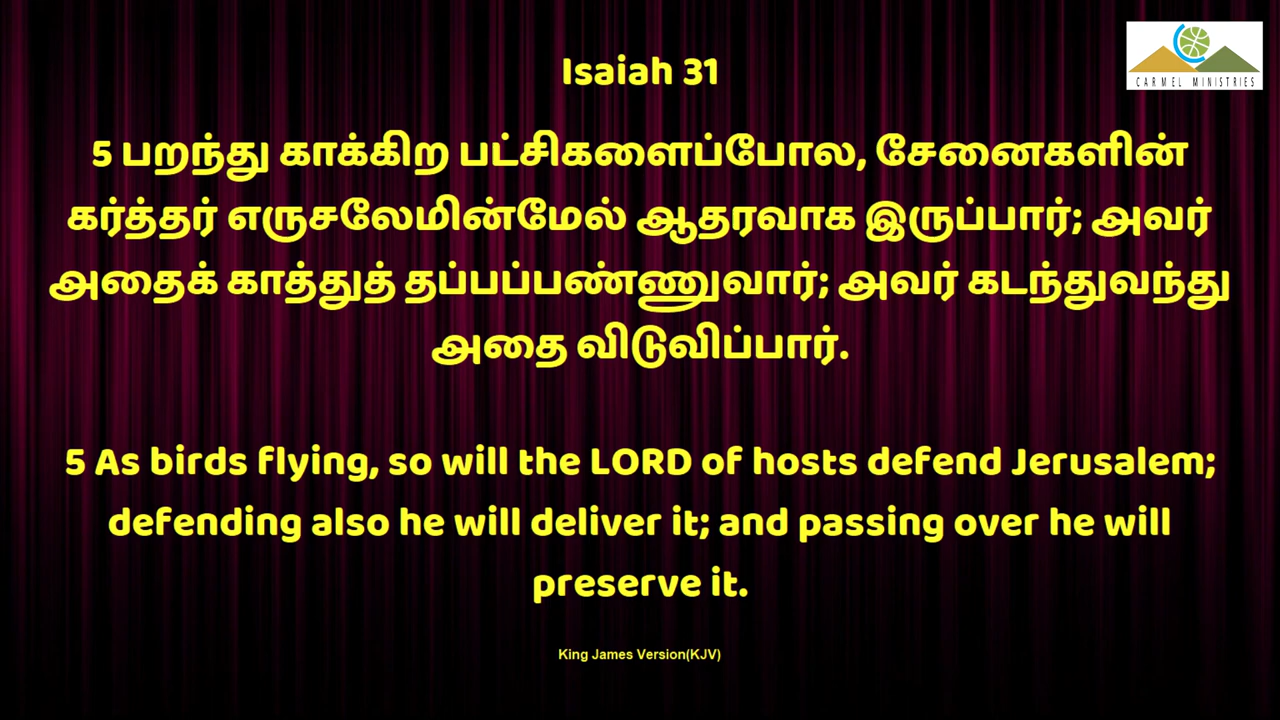 CARMEL MINISTRIES
Isaiah 31
5 பறந்து காக்கிற பட்சிகளைப்போல, சேனைகளின்
கர்த்தர் எருசலேமின்மேல் ஆதரவாக இருப்பார்; அவர்
அதைக் காத்துத் தப்பப்பண்ணுவார்; அவர் கடந்துவந்து
அதை விடுவிப்பார்.
5 As birds flying, so will the LORD of hosts defend Jerusalem;
defending also he will deliver it; and passing over he will
preserve it.
King James Version(KJV)